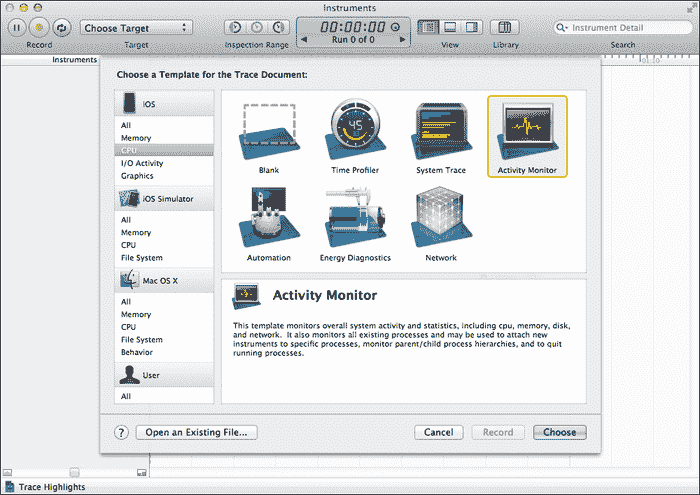 Instruments
Choose Target
00:00:00
Run 0 of 0
Instrument Detail
Record
Target
Inspection Range
View
Library
Search
Instruments
Choose a Template for the Trace Document:
iOS
All
Memory
CPU
I/O Activity
Graphics
iOS Simulator
All
Memory
CPU
File System
Mac OS X
All
Memory
CPU
File System
Behavior
User
All
Blank
Time Profiler
System Trace
Activity Monitor
Automation
Energy Diagnostics
Network
Activity Monitor
This template monitors overall system activity and statistics, including cpu, memory, disk,
and network. It also monitors all existing processes and may be used to attach new
instruments to specific processes, monitor parent/child process hierarchies, and to quit
running processes.
?
Open an Existing File...
Cancel
Record
Choose
Trace Highlights